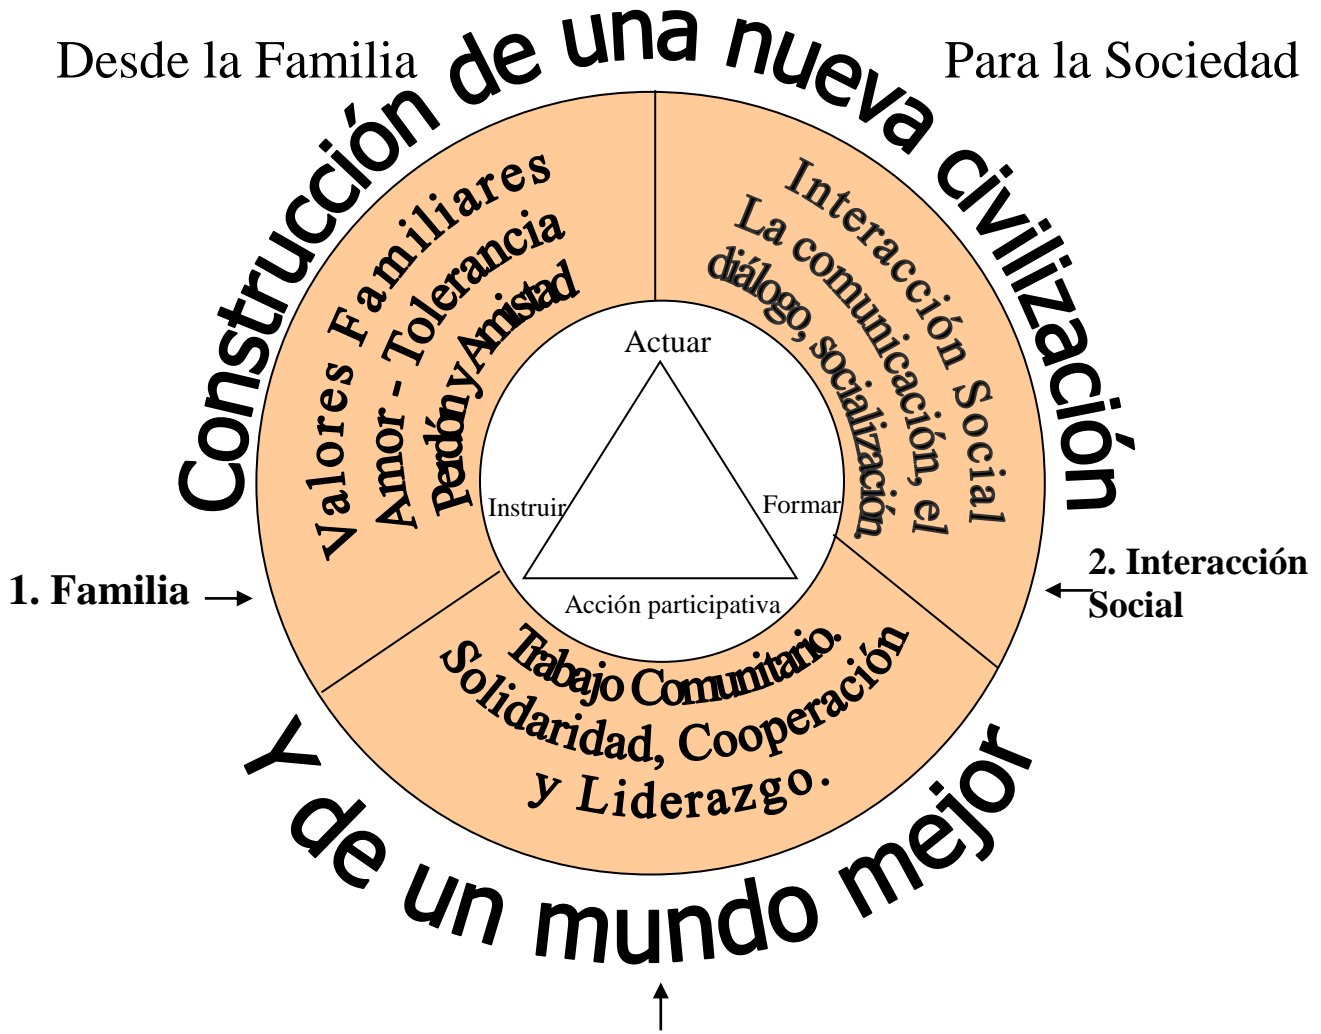 Desde la Familia
Para la Sociedad
Construcción de una nueva civilización
Valores Familiares
Amor - Tolerancia
Perdón y Amistad
Interacción Social
La comunicación, el
diálogo, socialización.
Actuar
Instruir
Formar
Acción participativa
1. Familia
2. Interacción
Social
Trabajo Comunitario.
Solidaridad, Cooperación
y Liderazgo.
Y de un mundo mejor